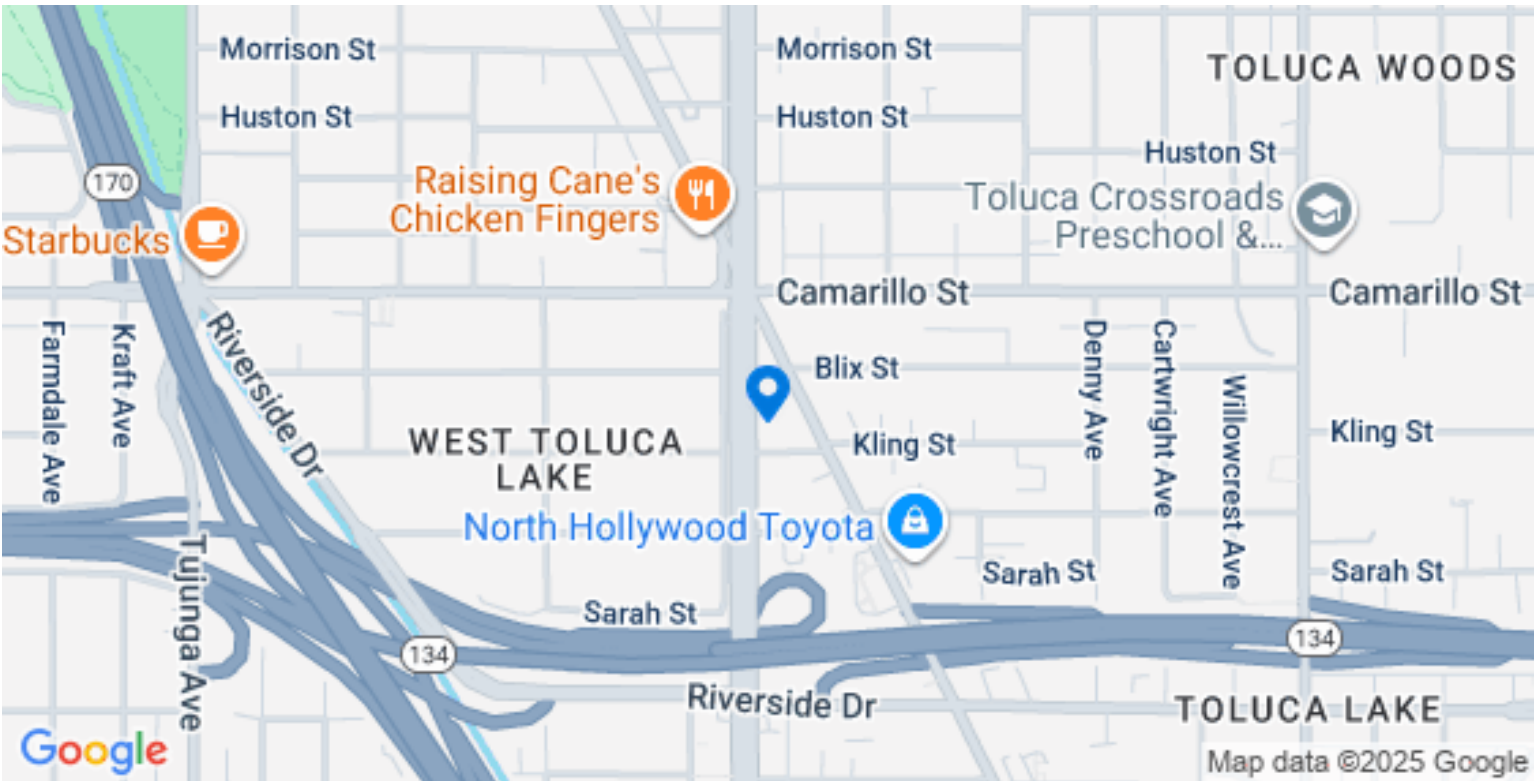 Morrison St
Morrison St
TOLUCA WOODS
Huston St
Huston St
Huston St
170
Raising Cane's
Chicken Fingers
Toluca Crossroads
Preschool &...
Starbucks
Camarillo St
Camarillo St
Farmdale Ave
Kraft Ave
Riverside Dr
Blix St
Denny Ave
Cartwright Ave
Willowcrest Ave
WEST TOLUCA
LAKE
Kling St
Kling St
North Hollywood Toyota
Tujunga Ave
Sarah St
Sarah St
Sarah St
134
134
Riverside Dr
TOLUCA LAKE
Google
Map data ©2025 Google